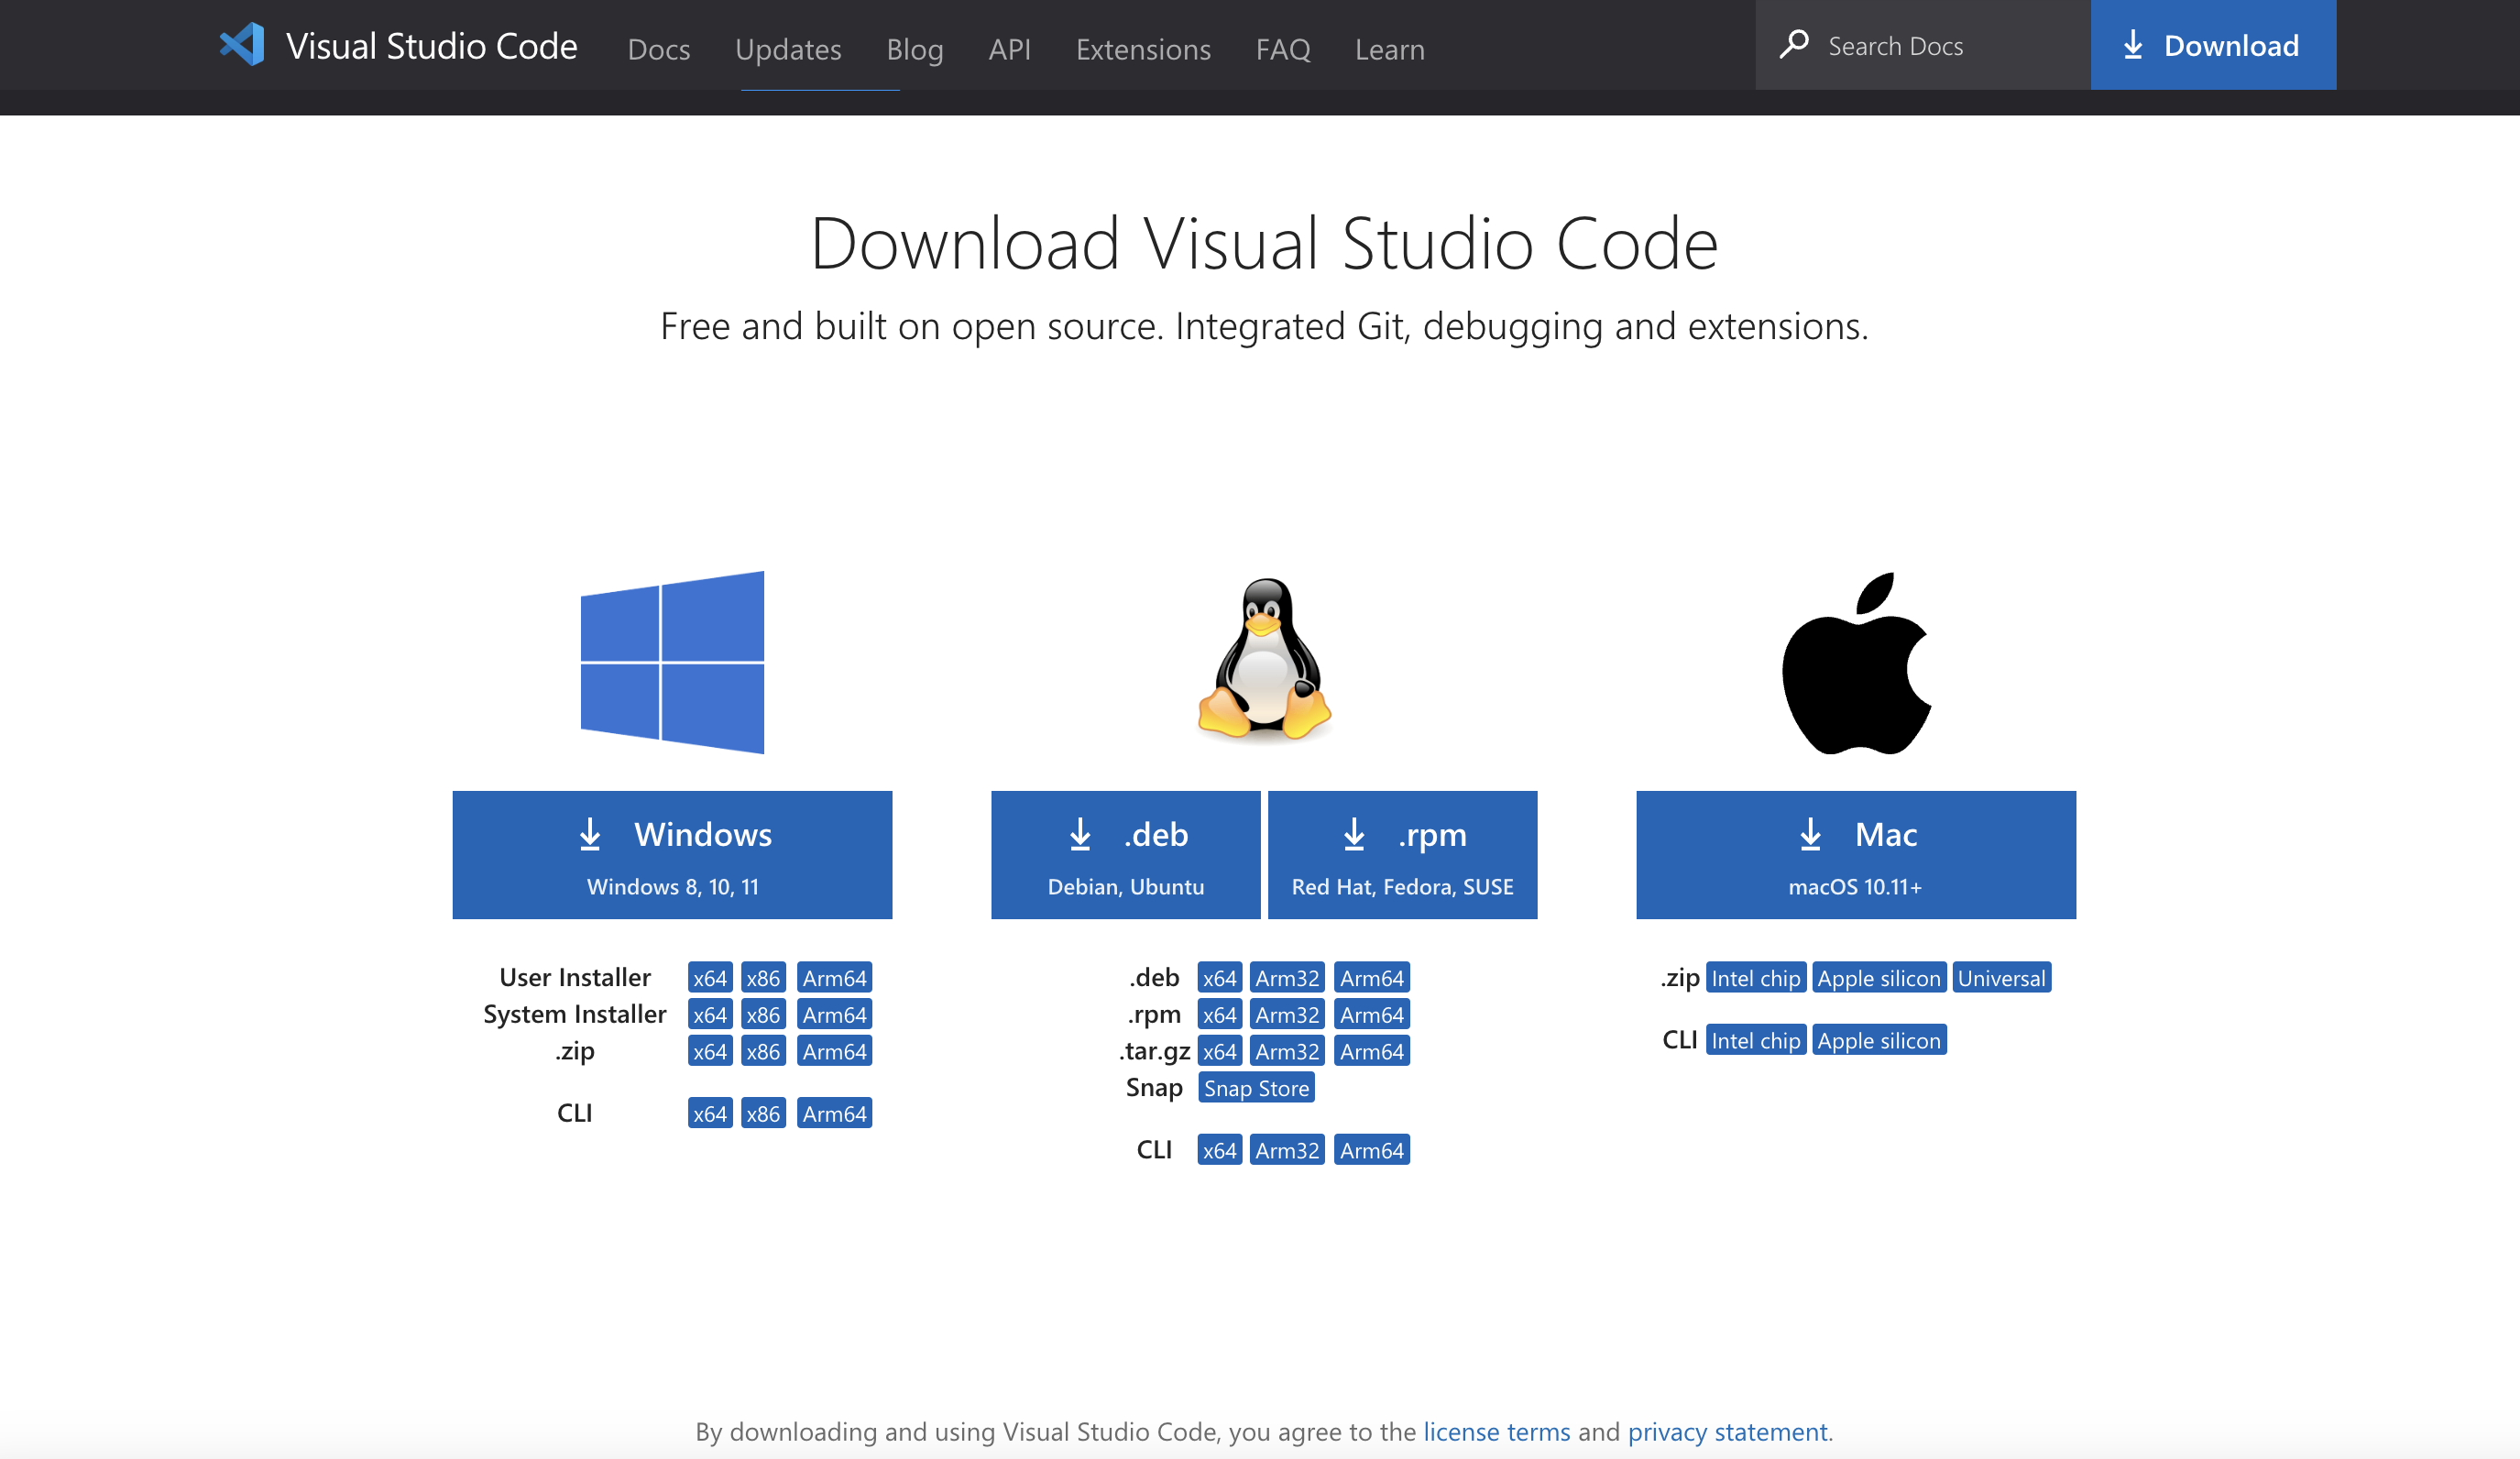 Visual Studio Code Docs Updates Blog API Extensions FAQ Learn Search Docs Download
Download Visual Studio Code
Free and built on open source. Integrated Git, debugging and extensions.
Windows
Windows 8, 10, 11
User Installer x64 x86 Arm64
System Installer x64 x86 Arm64
.zip x64 x86 Arm64
CLI x64 x86 Arm64
.deb
Debian, Ubuntu
.rpm
Red Hat, Fedora, SUSE
.deb x64 Arm32 Arm64
.rpm x64 Arm32 Arm64
.tar.gz x64 Arm32 Arm64
Snap Snap Store
CLI x64 Arm32 Arm64
Mac
macOS 10.11+
.zip Intel chip Apple silicon Universal
CLI Intel chip Apple silicon
By downloading and using Visual Studio Code, you agree to the license terms and privacy statement.